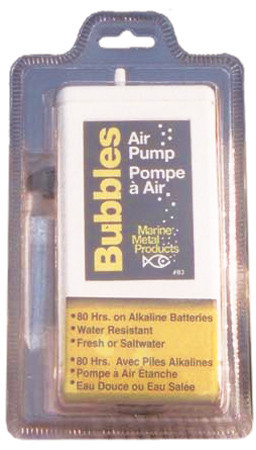 Bubbles
Air
Pump
Pompe
à Air
Marine
Metal
Products
•80 Hrs. on Alkaline Batteries
•Water Resistant
•Fresh or Saltwater
•80 Hrs. Avec Piles Alkalines
•Pompe a Air Étanche
•Eau Douce ou Eau Salée